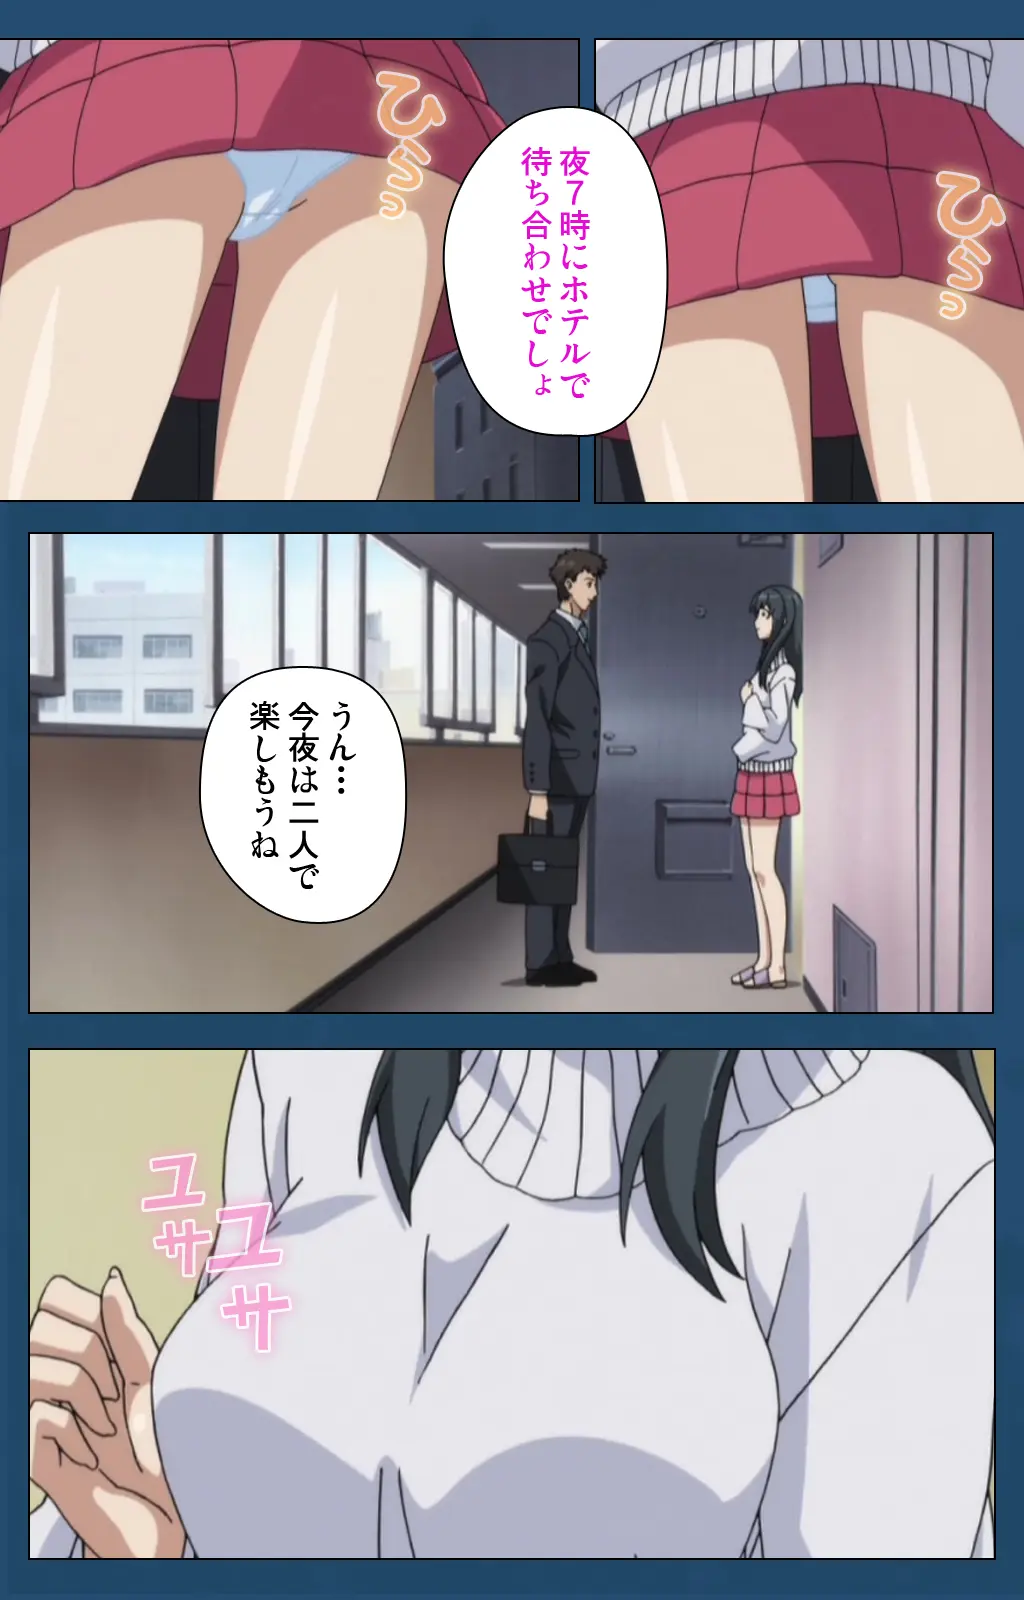 ひらっ
夜７時にホテルで
待ち合わせでしょ
ひらっ
うん…
今夜は二人で
楽しもうね
ユサ
ユサ